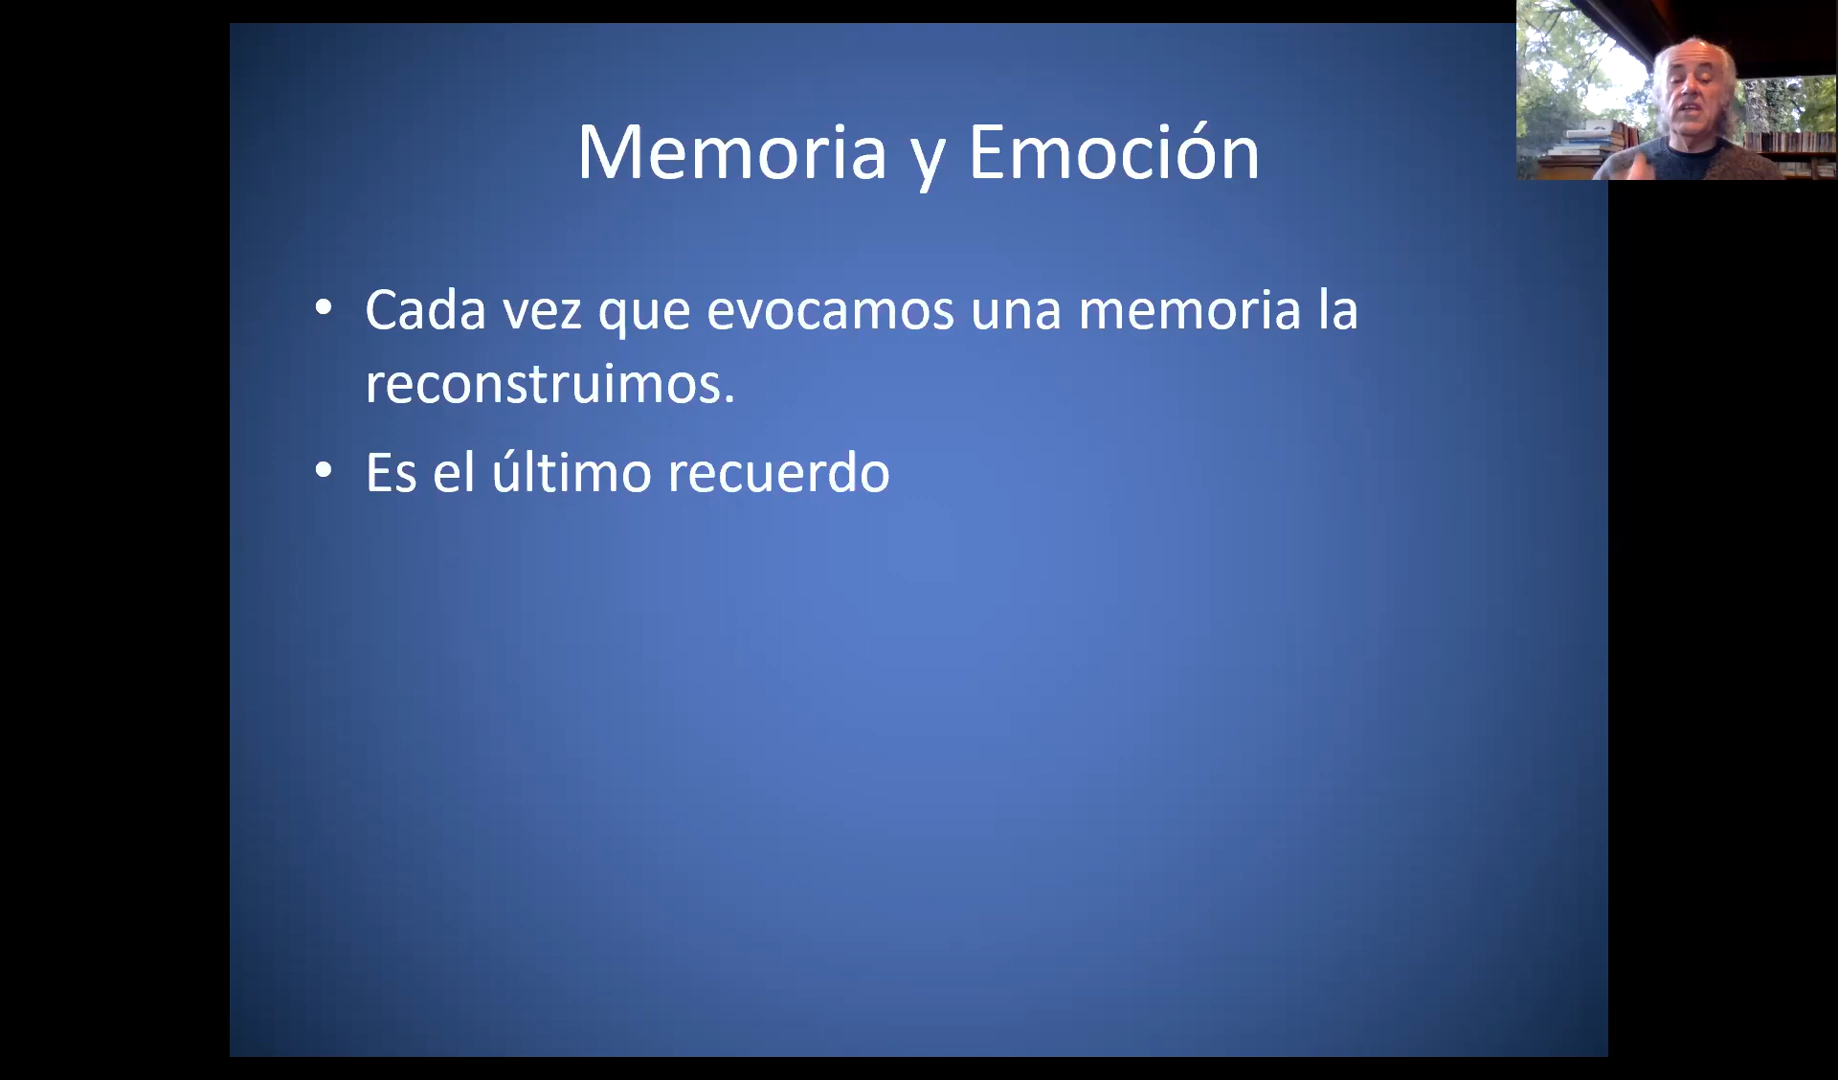 Memoria y Emoción
• Cada vez que evocamos una memoria la
reconstruimos.
• Es el último recuerdo